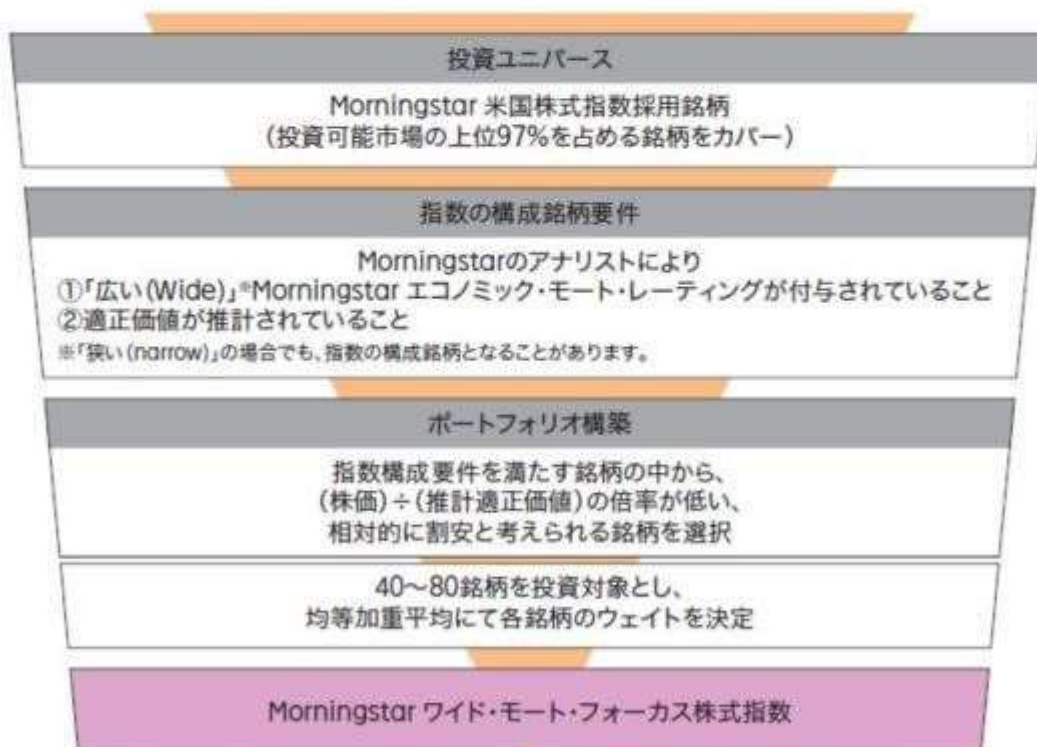 投資ユニバース
Morningstar 米国株式指数採用銘柄
(投資可能市場の上位97%を占める銘柄をカバー)
指数の構成銘柄要件
Morningstarのアナリストにより
①「広い(Wide)」※Morningstar エコノミック・モート・レーティングが付与されていること
②適正価値が推計されていること
※「狭い(narrow)」の場合でも、指数の構成銘柄となることがあります。
ポートフォリオ構築
指数構成要件を満たす銘柄の中から、
(株価)÷(推計適正価値)の倍率が低い、
相対的に割安と考えられる銘柄を選択
40〜80銘柄を投資対象とし、
均等加重平均にて各銘柄のウェイトを決定
Morningstar ワイド・モート・フォーカス株式指数